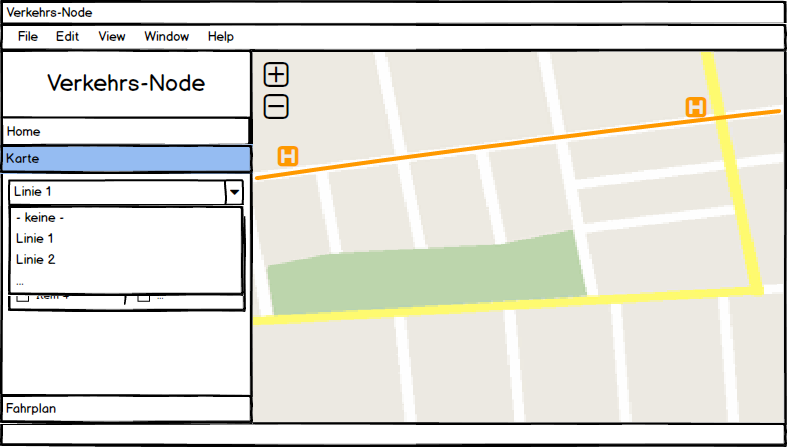 Verkehrs-Node
File Edit View Window Help
Verkehrs-Node
Home
Karte
Linie 1
- keine -
Linie 1
Linie 2
...
...
Fahrplan
H
H